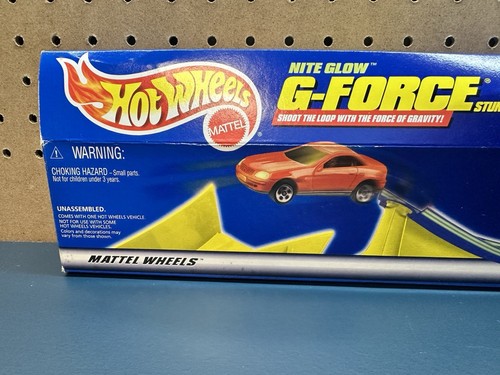 HOT WHEELS
MATTEL
NITE GLOW™
G-FORCE
SHOOT THE LOOP WITH THE FORCE OF GRAVITY!
WARNING:
CHOKING HAZARD - Small parts.
Not for children under 3 years.
UNASSEMBLED.
COMES WITH ONE HOT WHEELS VEHICLE.
NOT FOR USE WITH SOME
HOT WHEELS VEHICLES.
Colors and decorations may
vary from those shown.
MATTEL WHEELS™